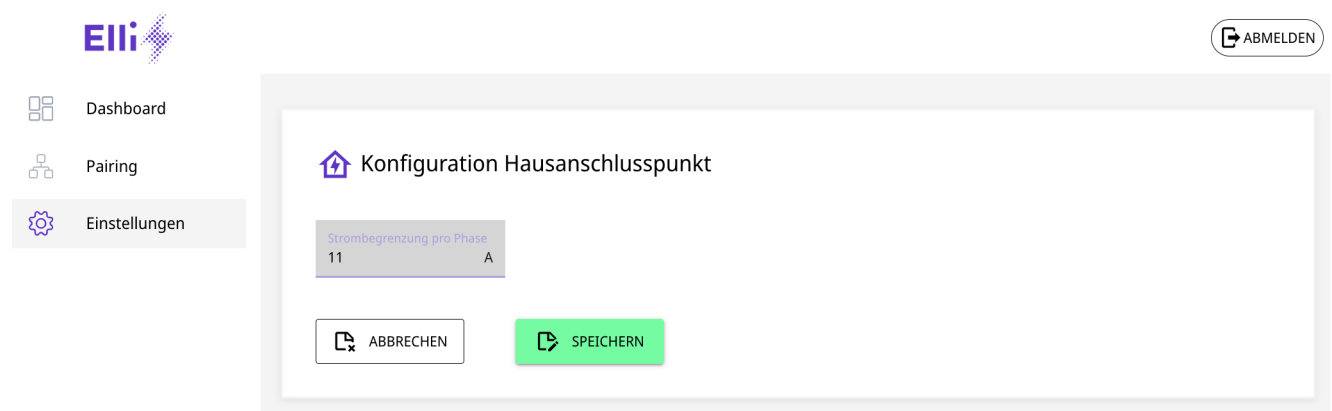 Elli
ABMELDEN
Dashboard
Pairing
Einstellungen
Konfiguration Hausanschlusspunkt
Strombegrenzung pro Phase
11 A
ABBRECHEN
SPEICHERN